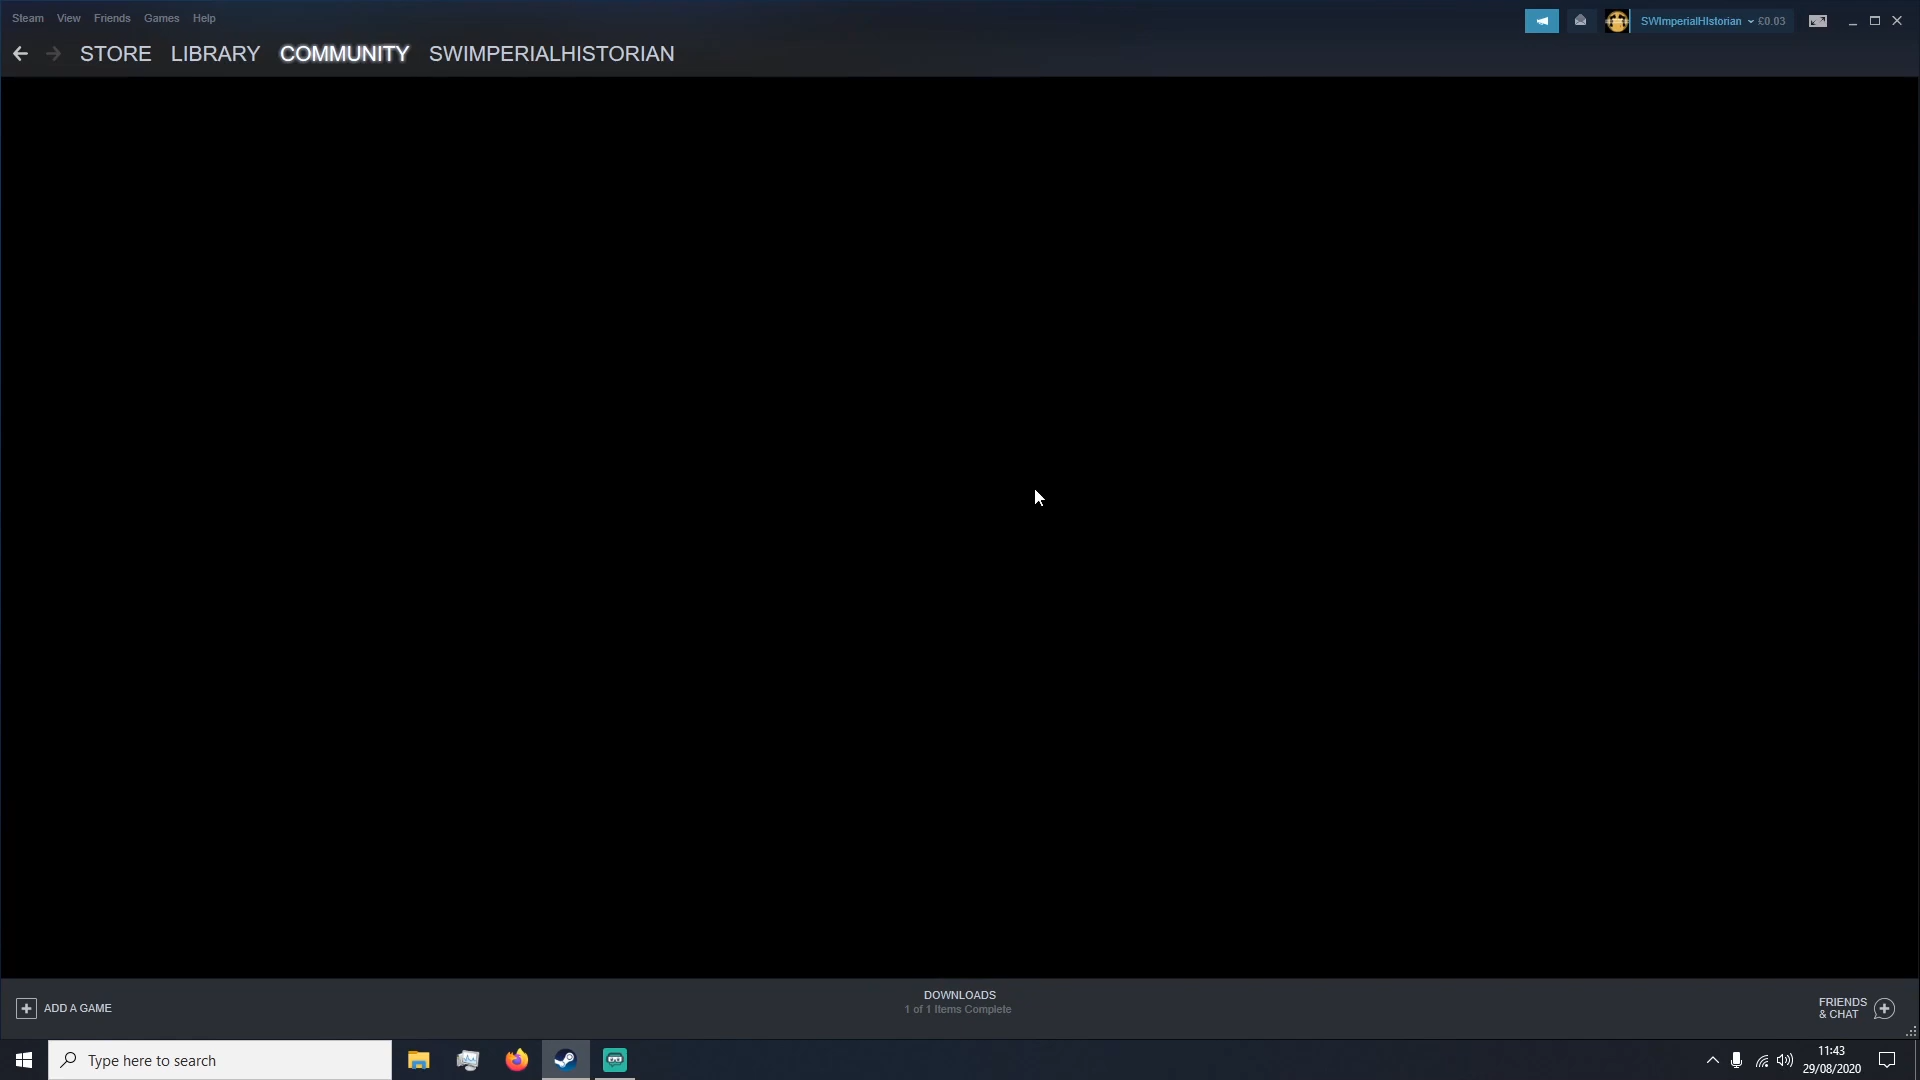 Steam View Friends Games Help
SWImperialHIstorian £0.03
STORE LIBRARY COMMUNITY SWIMPERIALHISTORIAN
ADD A GAME
DOWNLOADS
1 of 1 Items Complete
FRIENDS
& CHAT
Type here to search
11:43
29/08/2020